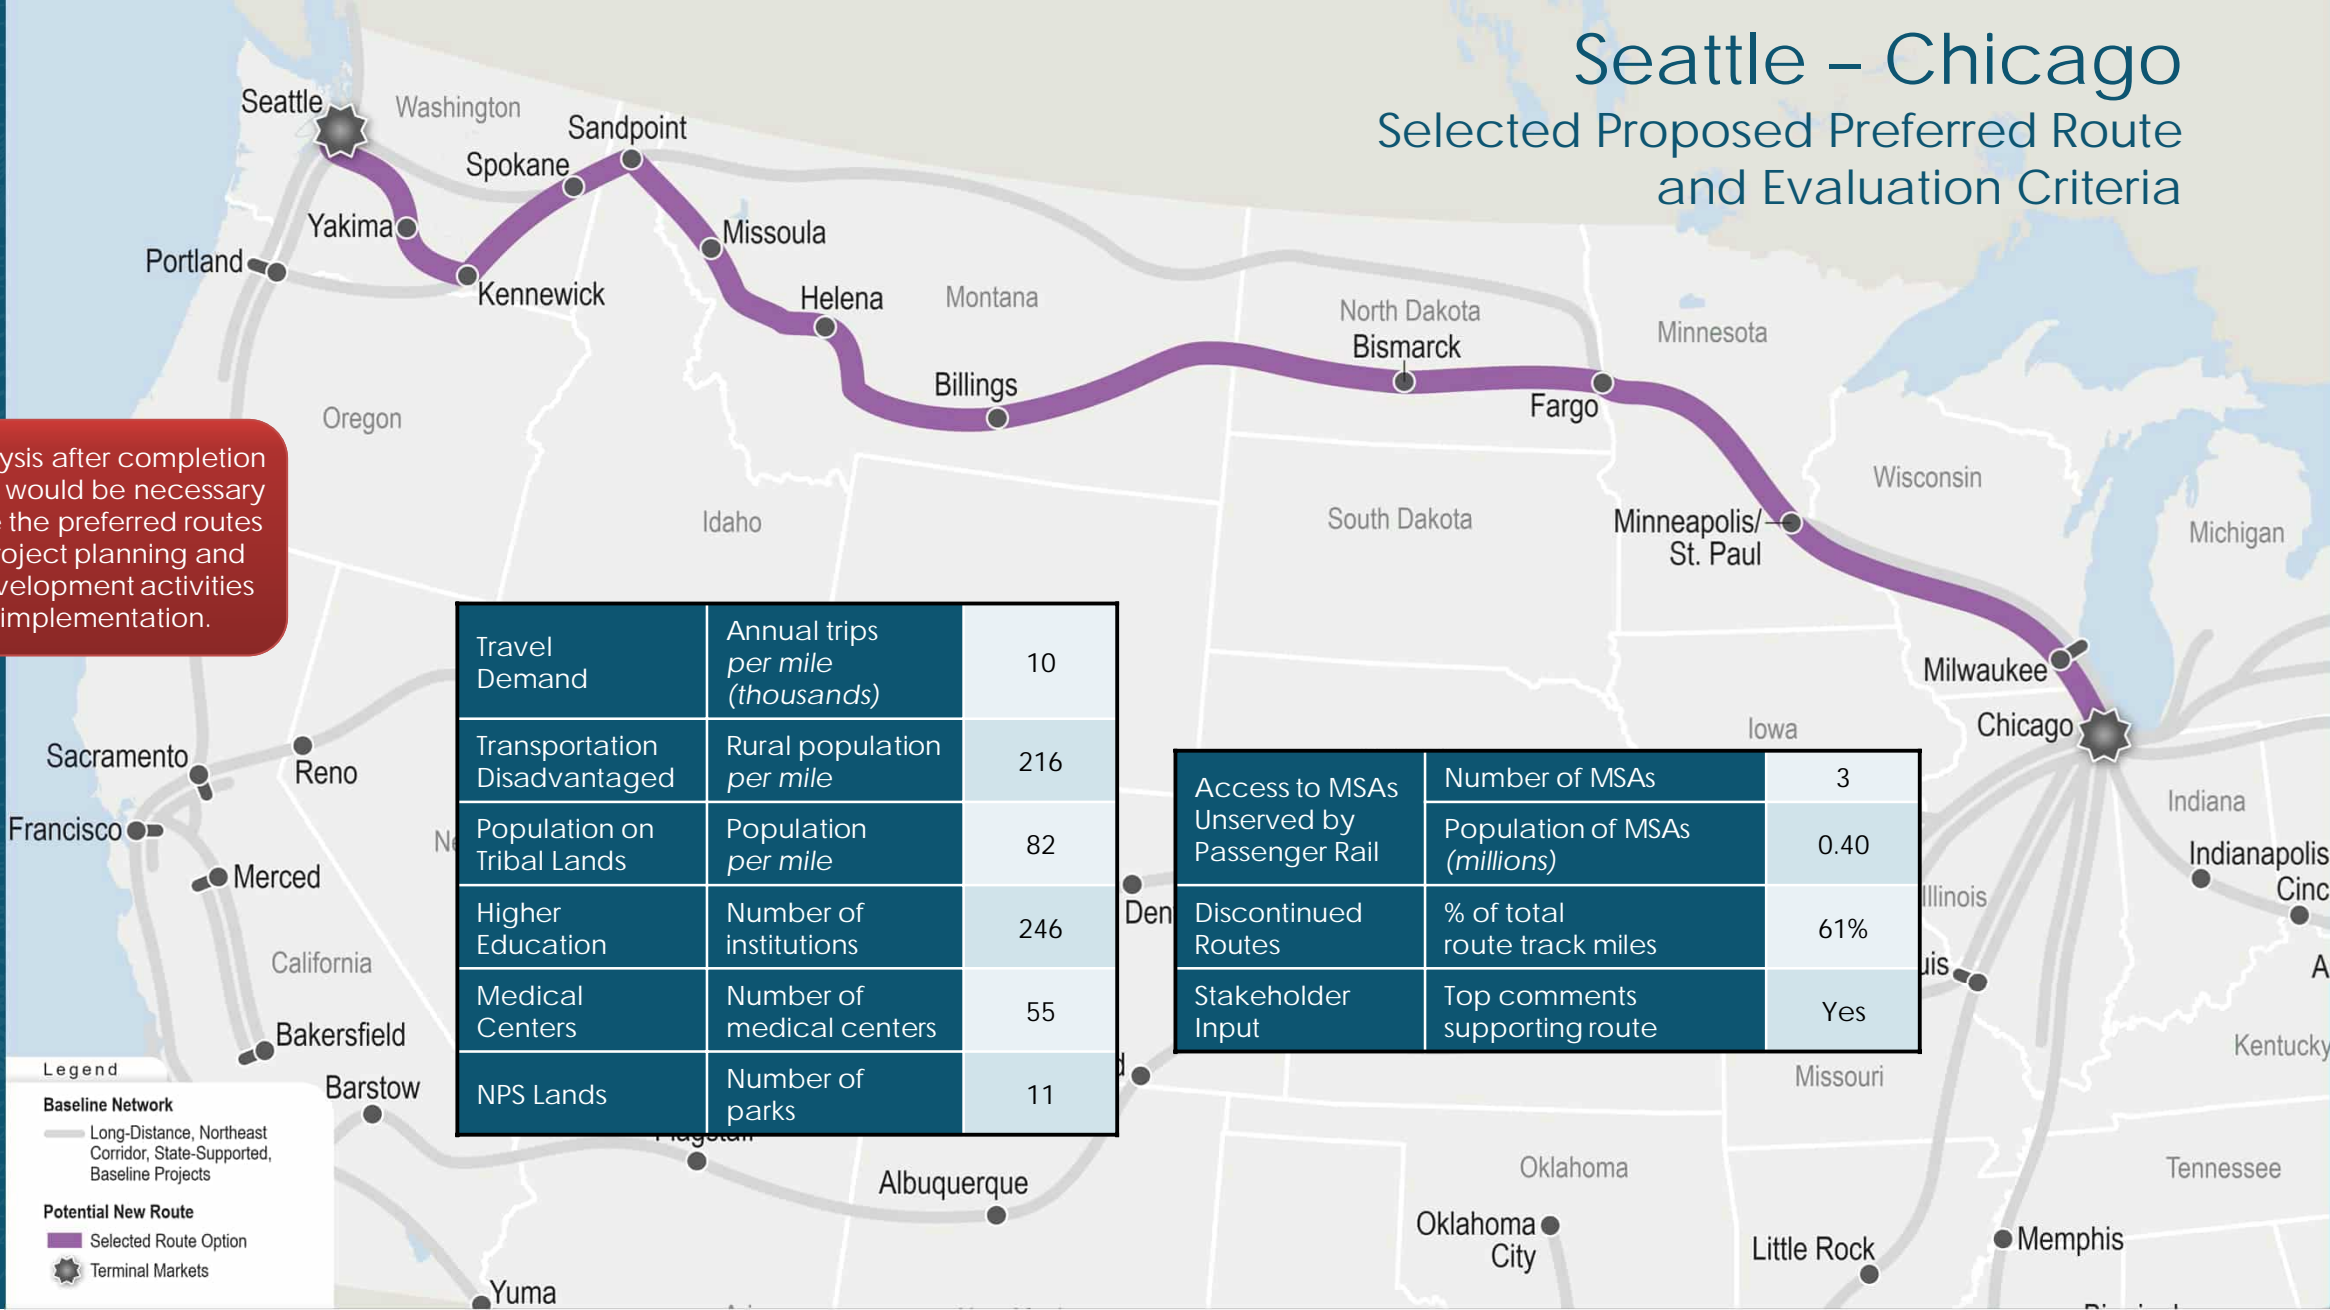 Seattle – Chicago
Selected Proposed Preferred Route
and Evaluation Criteria
Seattle
Washington
Sandpoint
Spokane
Yakima
Missoula
Portland
Kennewick
Helena
Montana
North Dakota
Bismarck
Minnesota
Billings
Fargo
Oregon
Idaho
South Dakota
Wisconsin
Minneapolis/
St. Paul
Michigan
after completion
would be necessary
the preferred routes
planning and
activities
implementation.
Milwaukee
Chicago
Iowa
Sacramento
Reno
Francisco
Merced
Indiana
Indianapolis
California
Kentucky
Bakersfield
Missouri
Barstow
Albuquerque
Oklahoma
Tennessee
Oklahoma
City
Little Rock
Memphis
Yuma
Travel
Demand
Annual trips
per mile
(thousands)
10
Transportation
Disadvantaged
Rural population
per mile
216
Population on
Tribal Lands
Population
per mile
82
Higher
Education
Number of
institutions
246
Medical
Centers
Number of
medical centers
55
NPS Lands
Number of
parks
11
Access to MSAs
Unserved by
Passenger Rail
Number of MSAs
3
Population of MSAs
(millions)
0.40
Discontinued
Routes
% of total
route track miles
61%
Stakeholder
Input
Top comments
supporting route
Yes
Legend
Baseline Network
Long-Distance, Northeast
Corridor, State-Supported,
Baseline Projects
Potential New Route
Selected Route Option
Terminal Markets